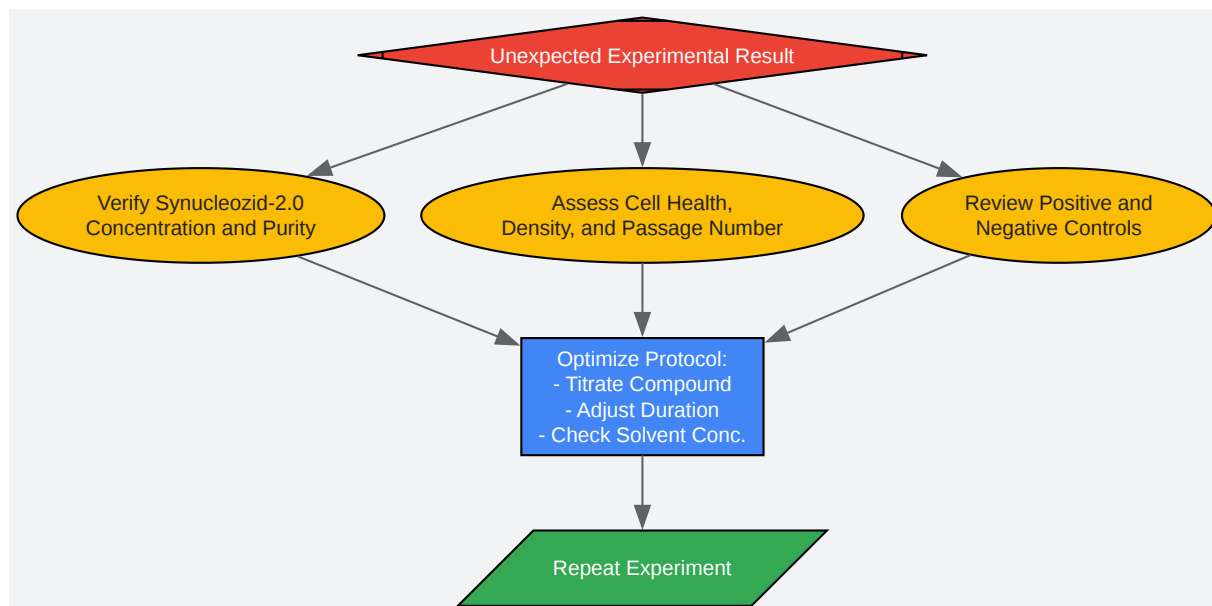 Unexpected Experimental Result
Verify Synucleozid-2.0
Concentration and Purity
Assess Cell Health,
Density, and Passage Number
Review Positive and
Negative Controls
Optimize Protocol:
- Titrate Compound
- Adjust Duration
- Check Solvent Conc.
Repeat Experiment